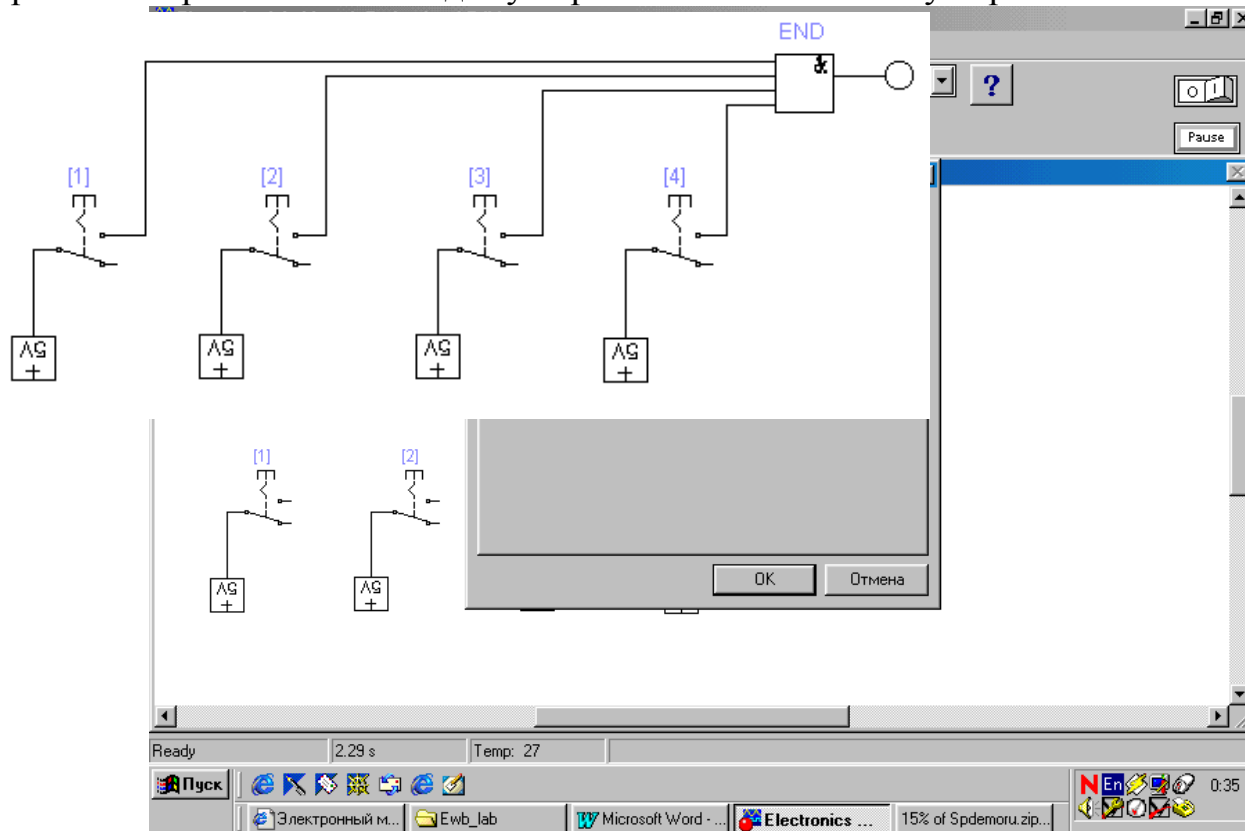 END
&
?
Pause
[1] [2] [3] [4]
5V 5V 5V 5V
+ + + +
[1] [2]
5V 5V
+ +
OK Отмена
Ready 2.29 s Temp: 27
Пуск En 0:35
Электронный м... Ewb_lab Microsoft Word - ... Electronics ... 15% of Spdemoru.zip...